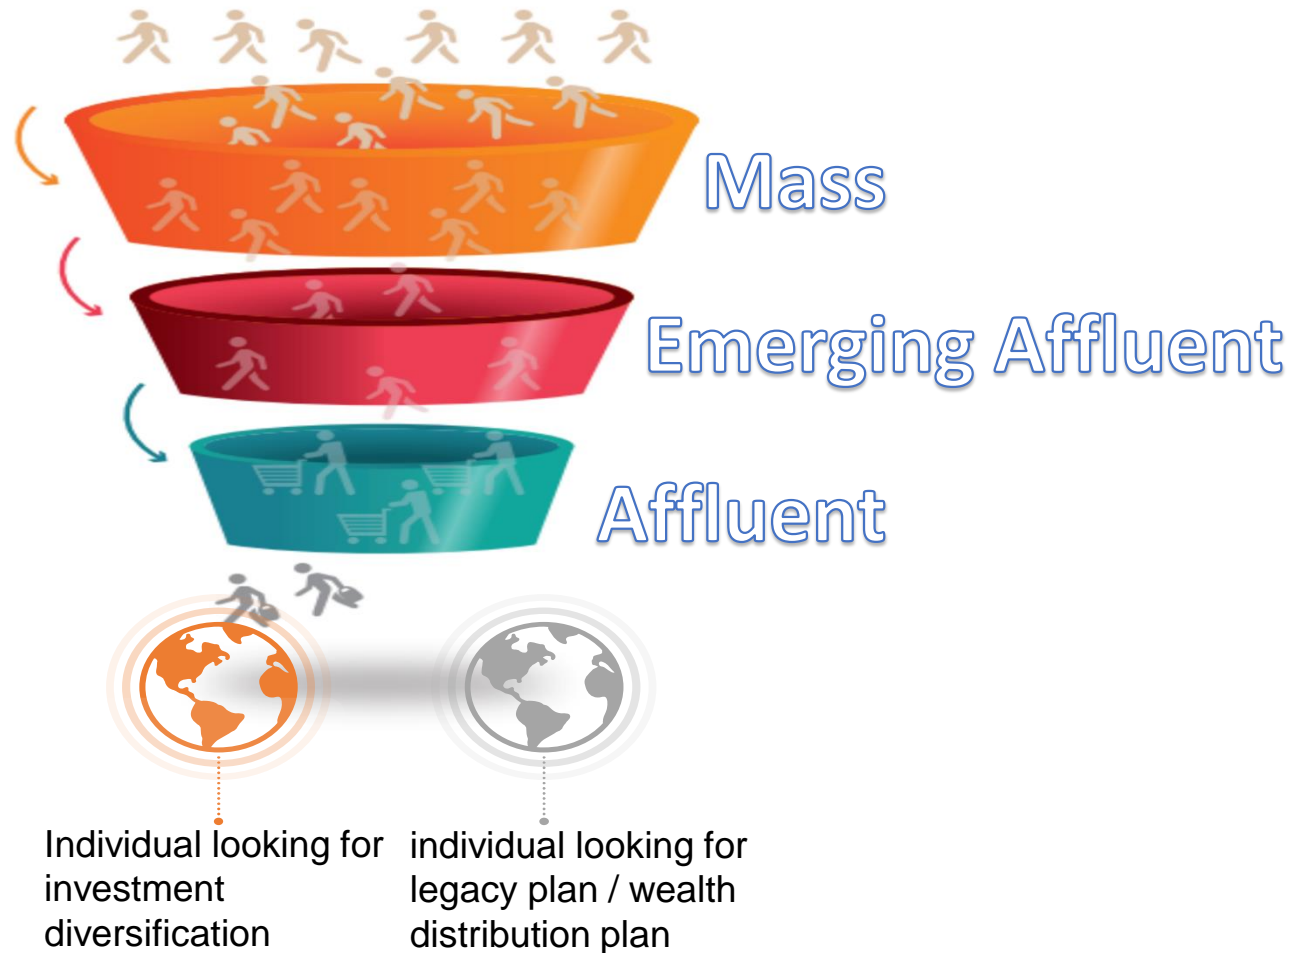 Mass
Emerging Affluent
Affluent
Individual looking for
investment
diversification
individual looking for
legacy plan / wealth
distribution plan